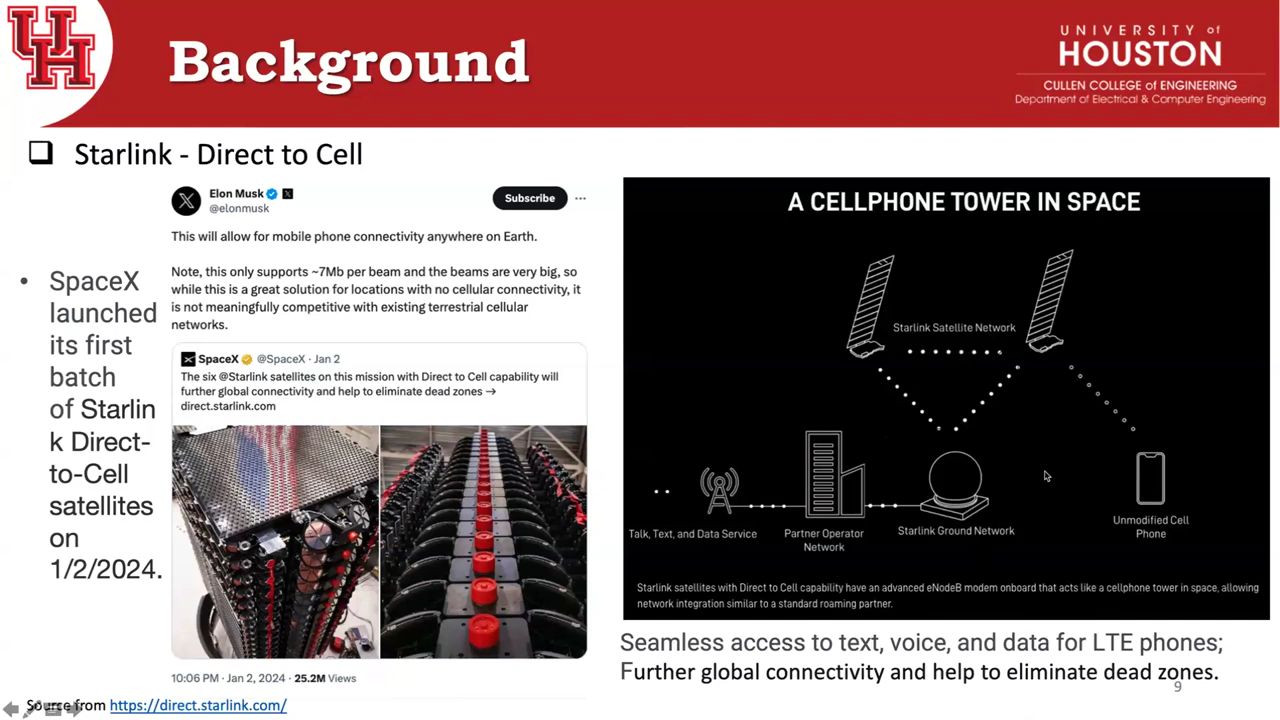 UH
Background
UNIVERSITY of
HOUSTON
CULLEN COLLEGE of ENGINEERING
Department of Electrical & Computer Engineering
Starlink - Direct to Cell
• SpaceX
launched
its first
batch
of Starlin
k Direct-
to-Cell
satellites
on
1/2/2024.
Elon Musk
@elonmusk
Subscribe
This will allow for mobile phone connectivity anywhere on Earth.
Note, this only supports ~7Mb per beam and the beams are very big, so
while this is a great solution for locations with no cellular connectivity, it
is not meaningfully competitive with existing terrestrial cellular
networks.
SpaceX @SpaceX · Jan 2
The six @Starlink satellites on this mission with Direct to Cell capability will
further global connectivity and help to eliminate dead zones →
direct.starlink.com
10:06 PM · Jan 2, 2024 · 25.2M Views
Source from https://direct.starlink.com/
A CELLPHONE TOWER IN SPACE
Starlink Satellite Network
Talk, Text, and Data Service
Partner Operator
Network
Starlink Ground Network
Unmodified Cell
Phone
Starlink satellites with Direct to Cell capability have an advanced eNodeB modem onboard that acts like a cellphone tower in space, allowing
network integration similar to a standard roaming partner.
Seamless access to text, voice, and data for LTE phones;
Further global connectivity and help to eliminate dead zones.
9